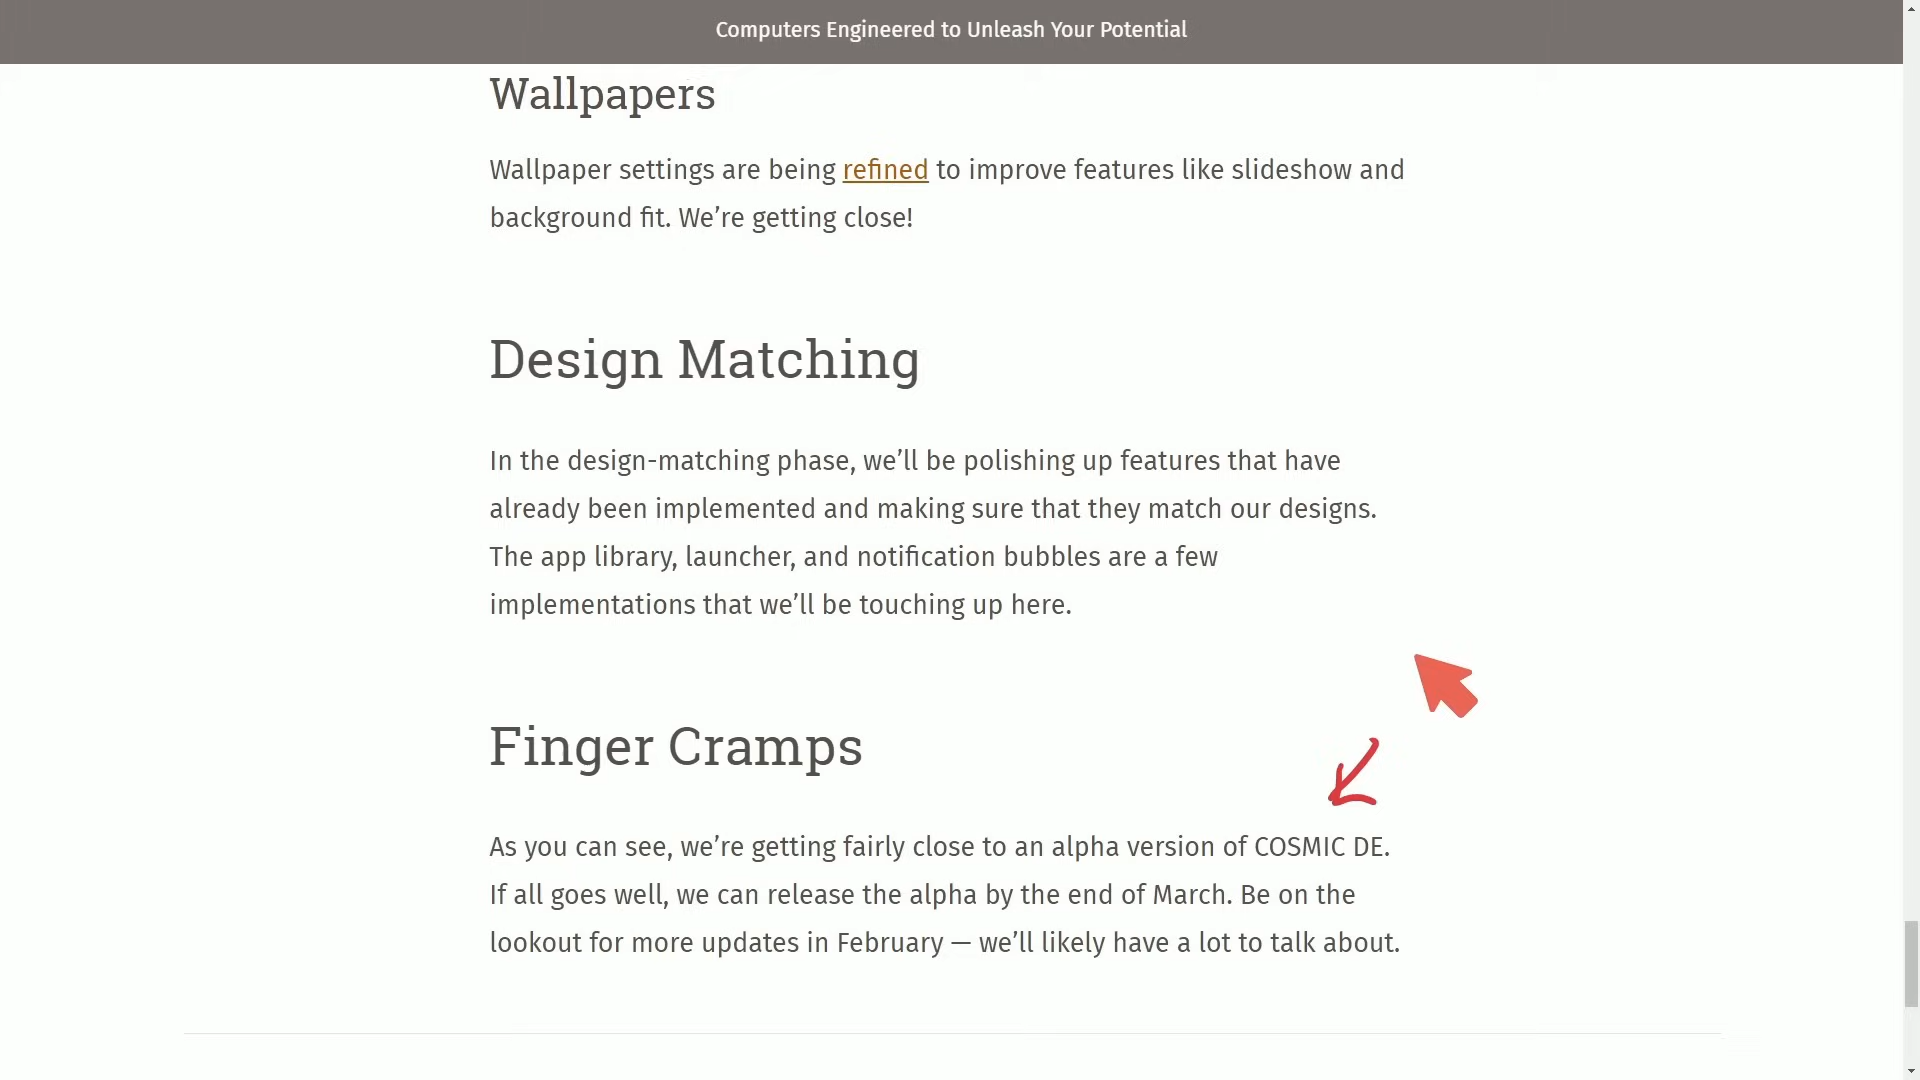 Computers Engineered to Unleash Your Potential
Wallpapers
Wallpaper settings are being refined to improve features like slideshow and
background fit. We’re getting close!
Design Matching
In the design-matching phase, we’ll be polishing up features that have
already been implemented and making sure that they match our designs.
The app library, launcher, and notification bubbles are a few
implementations that we’ll be touching up here.
Finger Cramps
As you can see, we’re getting fairly close to an alpha version of COSMIC DE.
If all goes well, we can release the alpha by the end of March. Be on the
lookout for more updates in February — we’ll likely have a lot to talk about.